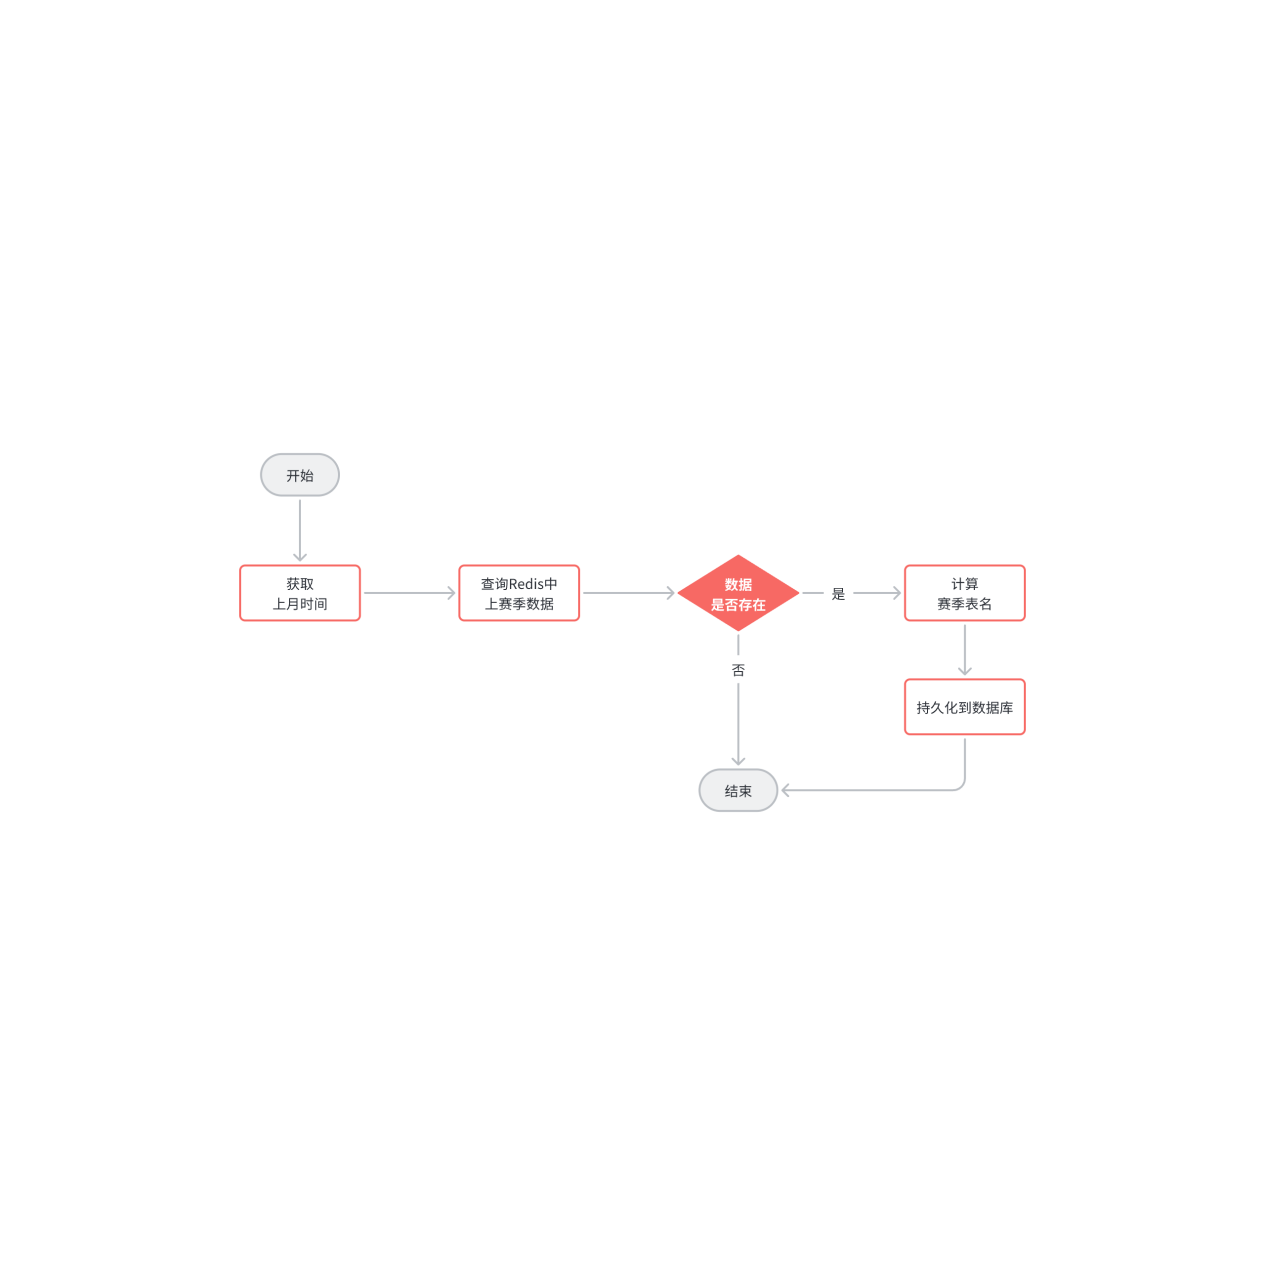 开始
获取
上月时间
查询Redis中
上赛季数据
数据
是否存在
是
计算
赛季表名
否
持久化到数据库
结束